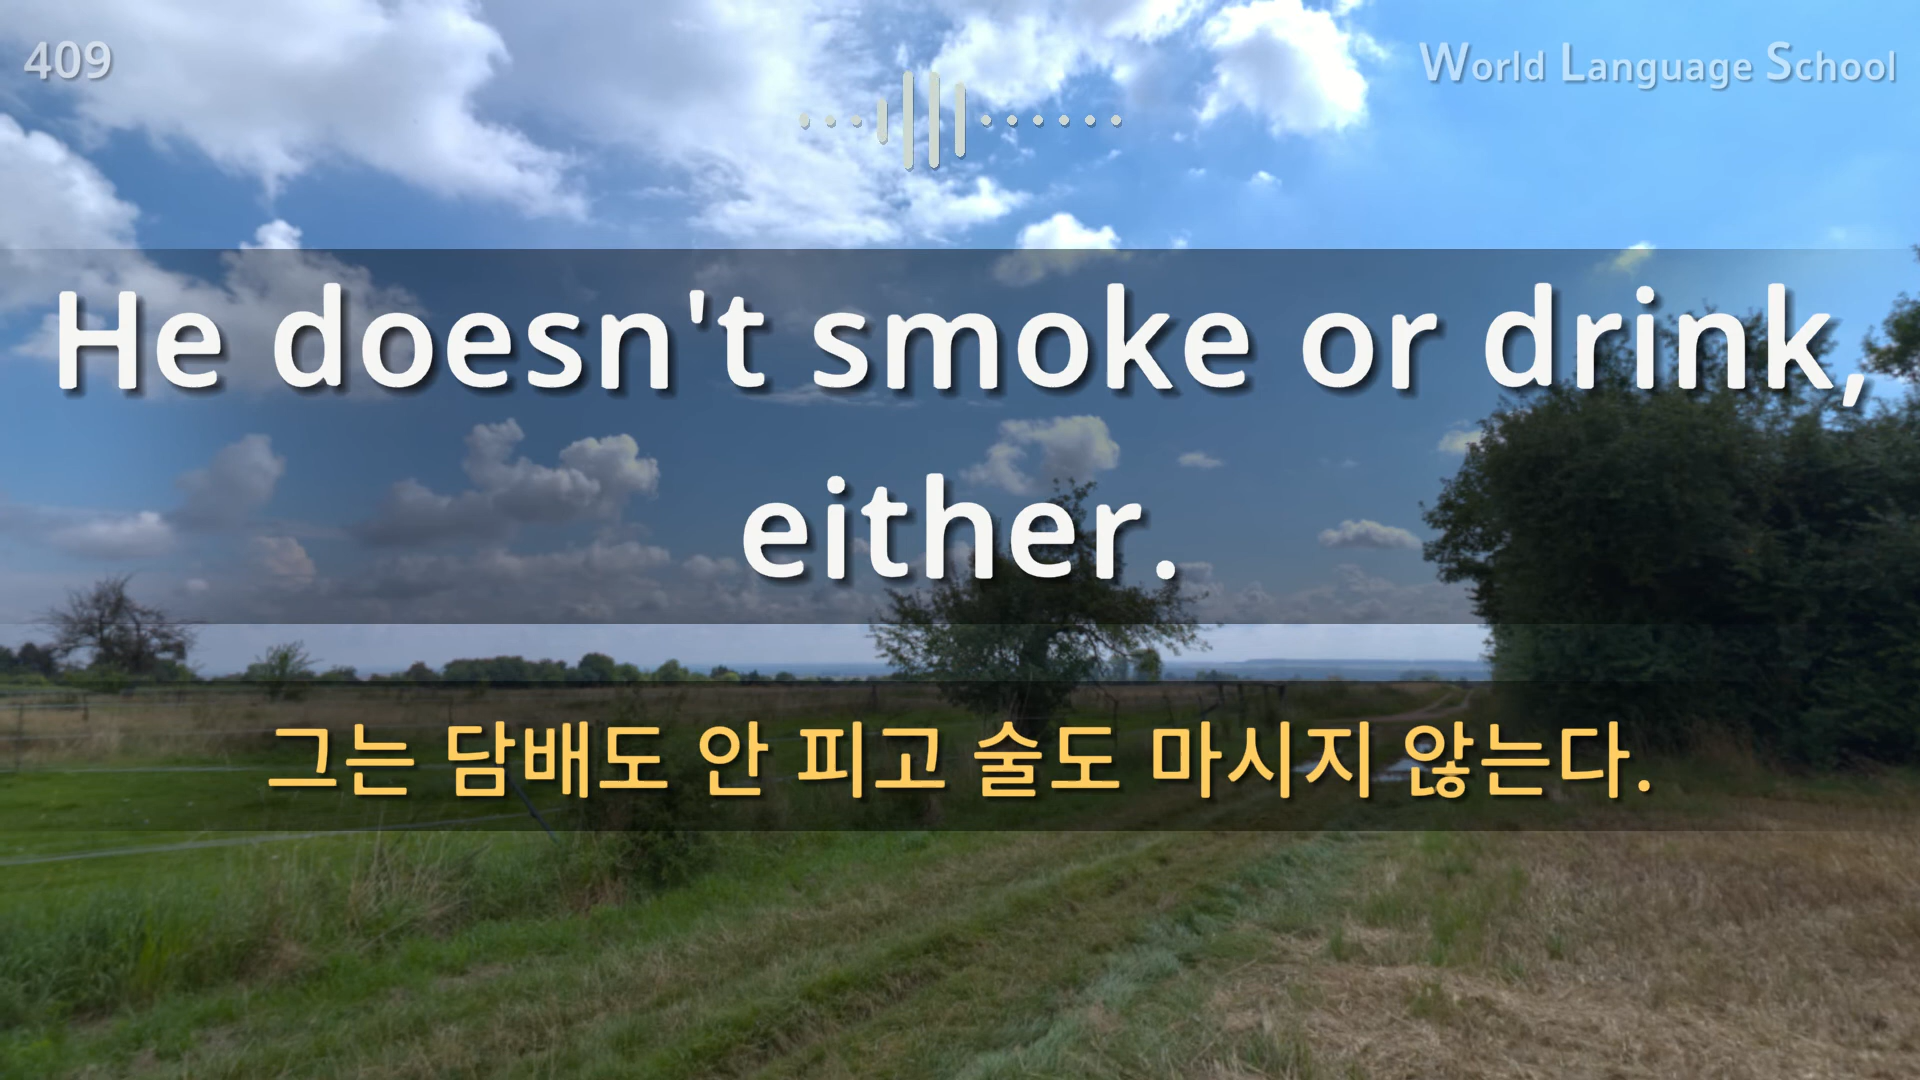 409
World Language School
He doesn't smoke or drink,
either.
그는 담배도 안 피고 술도 마시지 않는다.